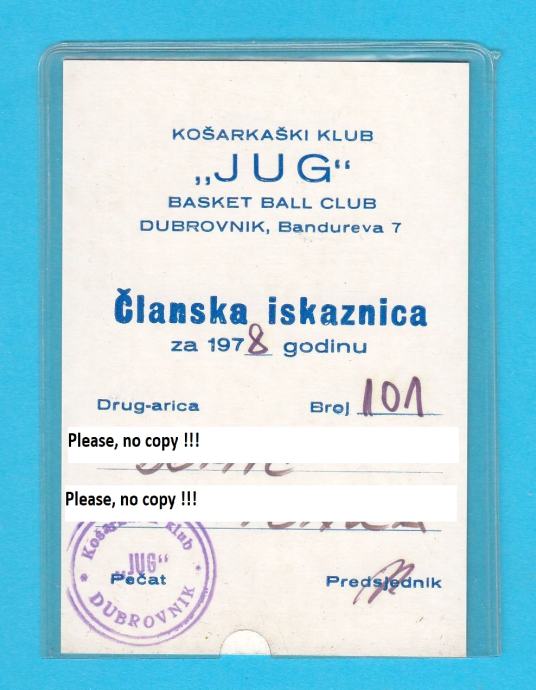 KOŠARKAŠKI KLUB
„JUG“
BASKET BALL CLUB
DUBROVNIK, Bandureva 7
Članska iskaznica
za 1978 godinu
Drug-arica Broj 101
Please, no copy !!!
Please, no copy !!!
Košarkaški klub
„JUG“
DUBROVNIK
Pečat Predsjednik